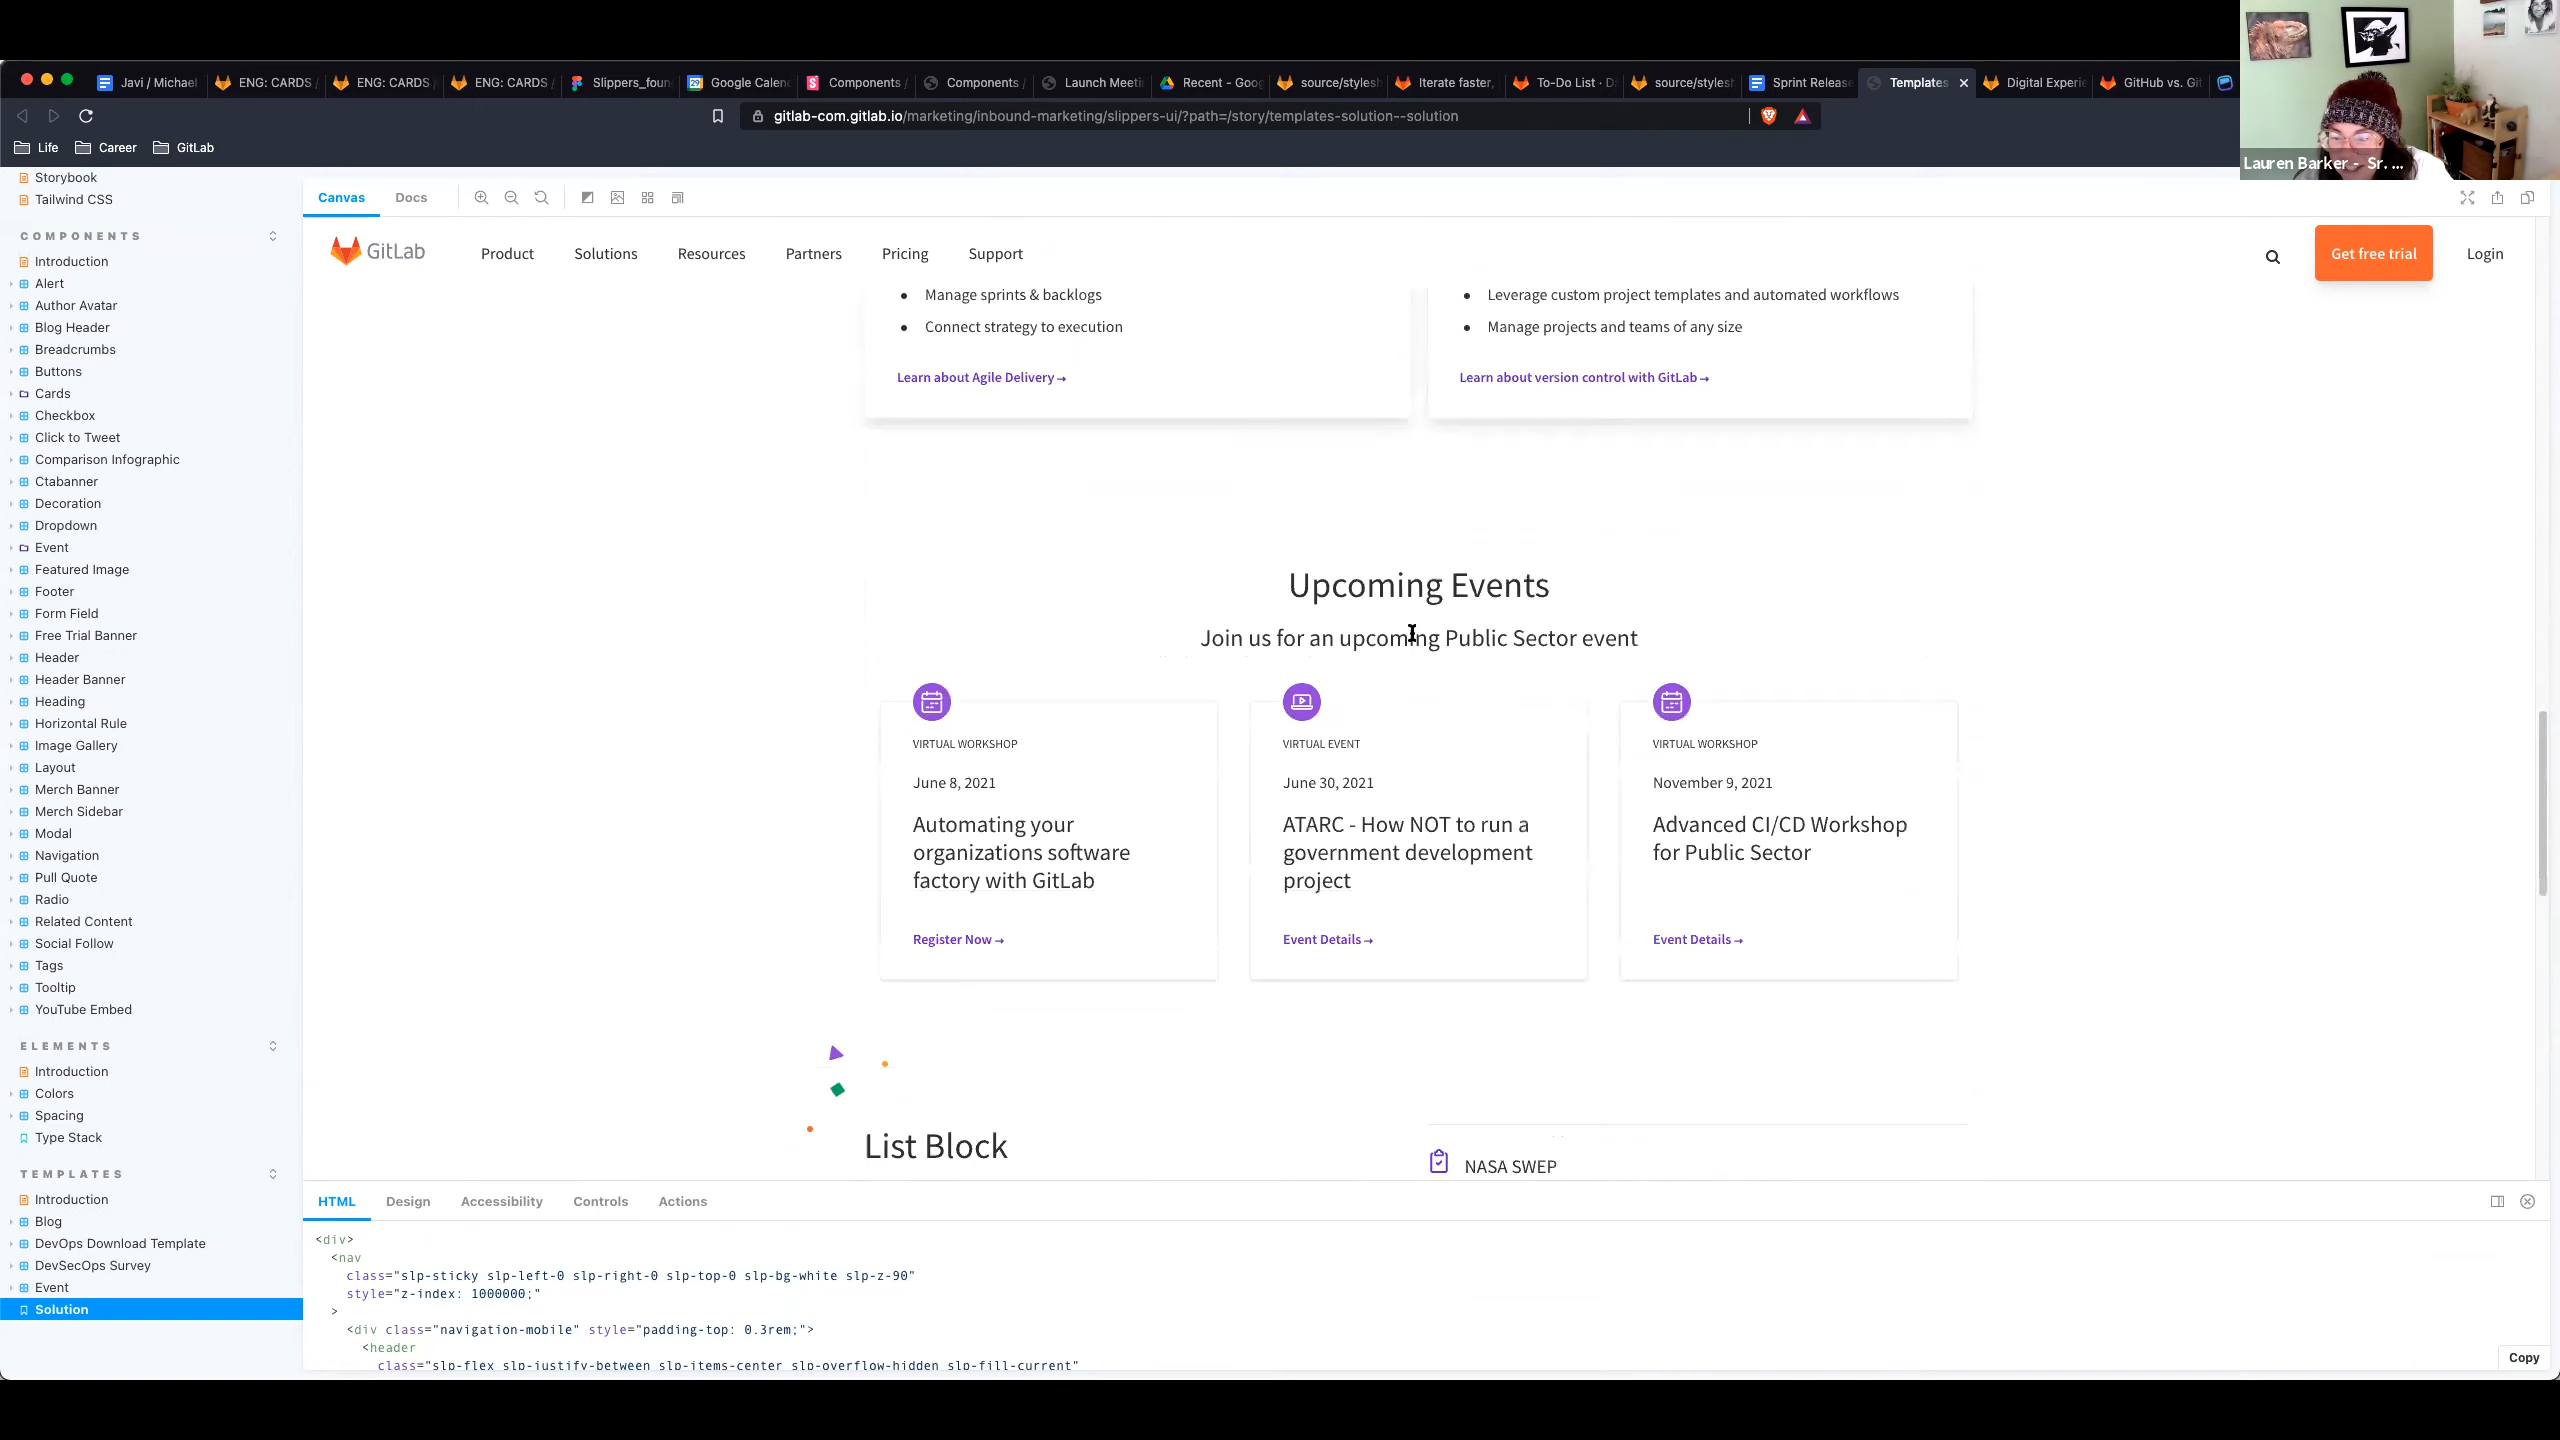 Javi / Michael
ENG: CARDS /
ENG: CARDS /
ENG: CARDS /
Slippers_foun
Google Calen
Components /
Components /
Launch Meeti
Recent - Goog
source/stylesh
Iterate faster,
To-Do List · D
source/stylesh
Sprint Release
Templates
Digital Experie
GitHub vs. Git
gitlab-com.gitlab.io/marketing/inbound-marketing/slippers-ui/?path=/story/templates-solution--solution
Life
Career
GitLab
Lauren Barker - Sr. ...
Storybook
Tailwind CSS
COMPONENTS
Introduction
Alert
Author Avatar
Blog Header
Breadcrumbs
Buttons
Cards
Checkbox
Click to Tweet
Comparison Infographic
Ctabanner
Decoration
Dropdown
Event
Featured Image
Footer
Form Field
Free Trial Banner
Header
Header Banner
Heading
Horizontal Rule
Image Gallery
Layout
Merch Banner
Merch Sidebar
Modal
Navigation
Pull Quote
Radio
Related Content
Social Follow
Tags
Tooltip
YouTube Embed
ELEMENTS
Introduction
Colors
Spacing
Type Stack
TEMPLATES
Introduction
Blog
DevOps Download Template
DevSecOps Survey
Event
Solution
Canvas
Docs
GitLab
Product
Solutions
Resources
Partners
Pricing
Support
Get free trial
Login
• Manage sprints & backlogs
• Connect strategy to execution
Learn about Agile Delivery →
• Leverage custom project templates and automated workflows
• Manage projects and teams of any size
Learn about version control with GitLab →
Upcoming Events
Join us for an upcoming Public Sector event
VIRTUAL WORKSHOP
June 8, 2021
Automating your
organizations software
factory with GitLab
Register Now →
VIRTUAL EVENT
June 30, 2021
ATARC - How NOT to run a
government development
project
Event Details →
VIRTUAL WORKSHOP
November 9, 2021
Advanced CI/CD Workshop
for Public Sector
Event Details →
List Block
NASA SWEP
HTML
Design
Accessibility
Controls
Actions
<div>
<nav
class="slp-sticky slp-left-0 slp-right-0 slp-top-0 slp-bg-white slp-z-90"
style="z-index: 1000000;"
>
<div class="navigation-mobile" style="padding-top: 0.3rem;">
<header
class="slp-flex slp-justify-between slp-items-center slp-overflow-hidden slp-fill-current"
Copy